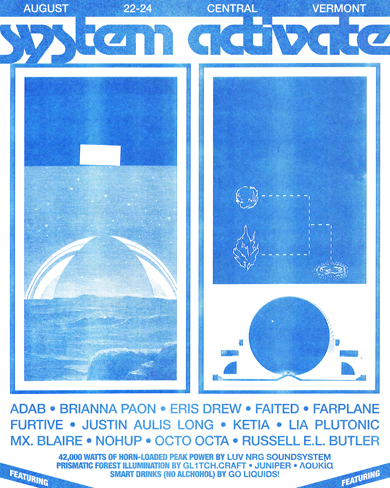 AUGUST 22-24 CENTRAL VERMONT
system activate
ADAB • BRIANNA PAON • ERIS DREW • FAITED • FARPLANE
FURTIVE • JUSTIN AULIS LONG • KETIA • LIA PLUTONIC
MX. BLAIRE • NOHUP • OCTO OCTA • RUSSELL E.L. BUTLER
42,000 WATTS OF HORN-LOADED PEAK POWER BY LUV NRG SOUNDSYSTEM
PRISMATIC FOREST ILLUMINATION BY GL1TCH.CRAFT • JUNIPER • ΛOUKIQ
SMART DRINKS (NO ALCHOHOL) BY GO LIQUIDS!
FEATURING
FEATURING